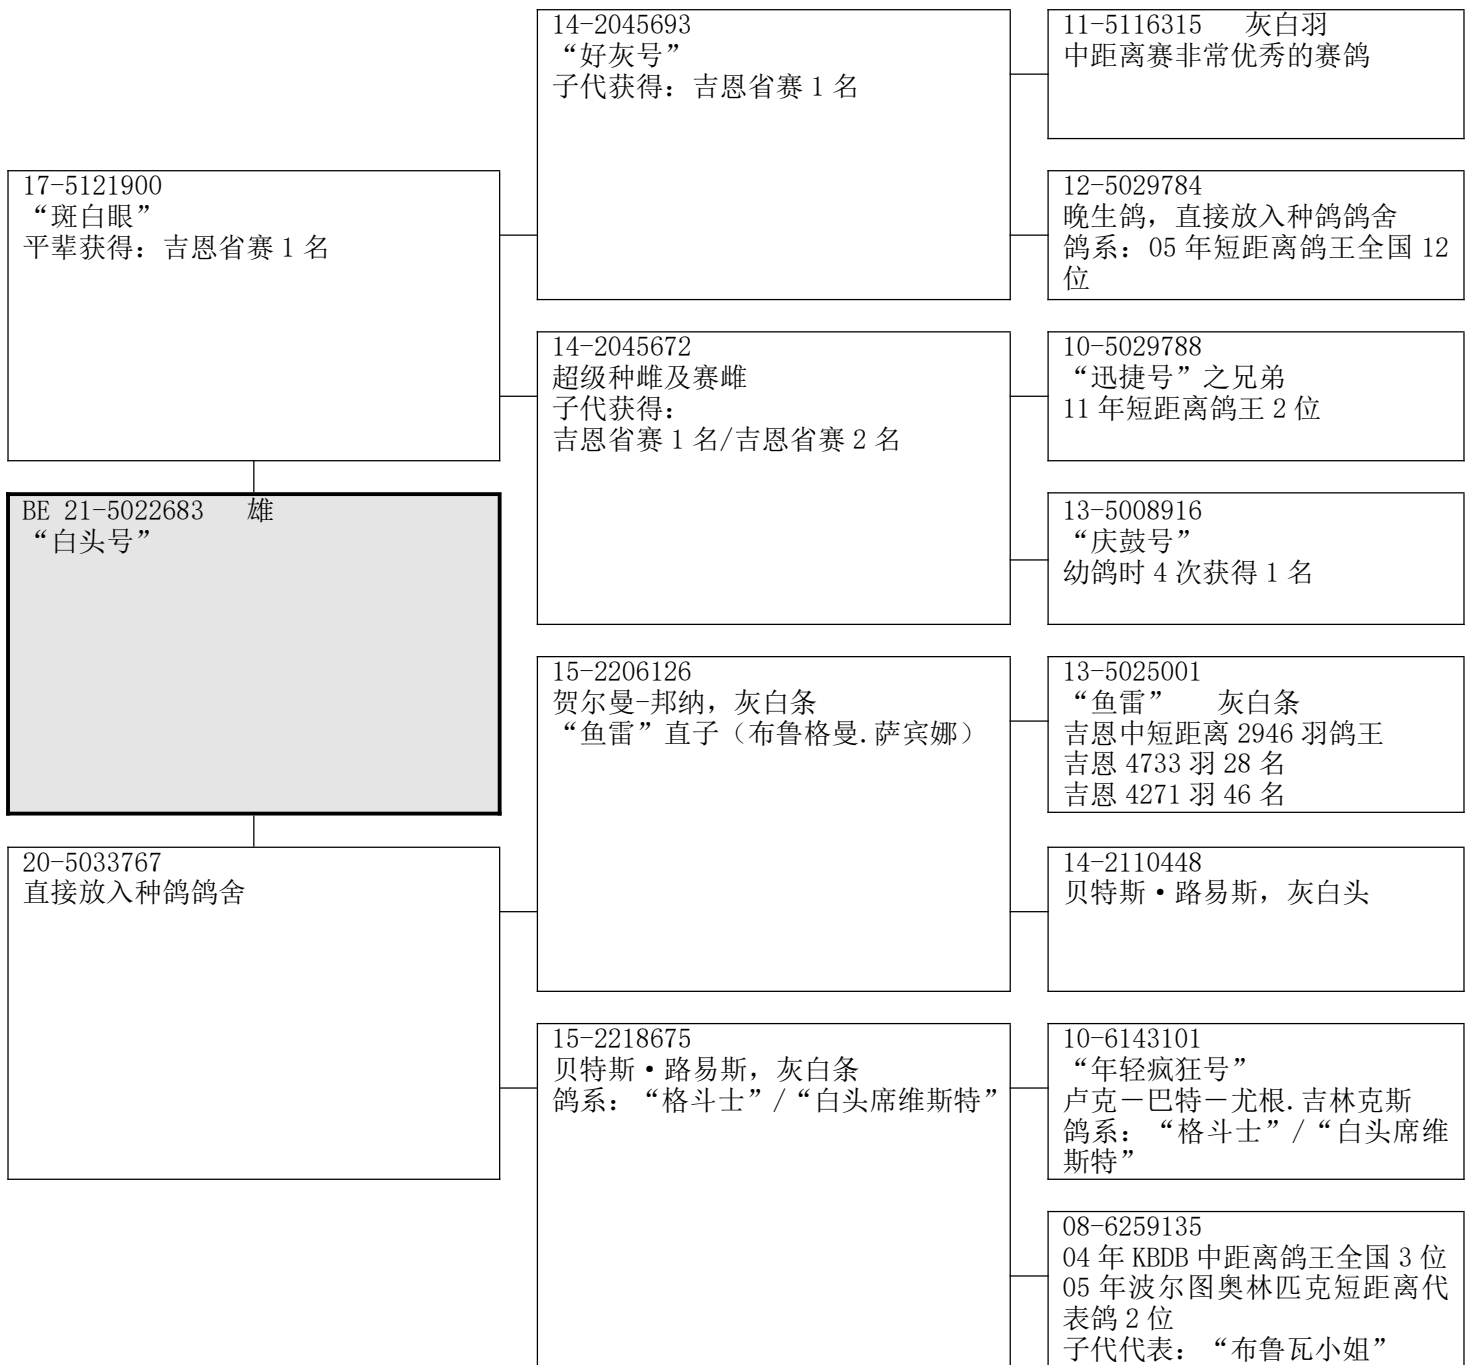 14-2045693
“好灰号”
子代获得：吉恩省赛 1 名
11-5116315 灰白羽
中距离赛非常优秀的赛鸽
17-5121900
“斑白眼”
平辈获得：吉恩省赛 1 名
12-5029784
晚生鸽，直接放入种鸽鸽舍
鸽系：05 年短距离鸽王全国 12
位
14-2045672
超级种雌及赛雌
子代获得：
吉恩省赛 1 名/吉恩省赛 2 名
10-5029788
“迅捷号”之兄弟
11 年短距离鸽王 2 位
BE 21-5022683 雄
“白头号”
13-5008916
“庆鼓号”
幼鸽时 4 次获得 1 名
15-2206126
贺尔曼-邦纳，灰白条
“鱼雷”直子（布鲁格曼.萨宾娜）
13-5025001
“鱼雷” 灰白条
吉恩中短距离 2946 羽鸽王
吉恩 4733 羽 28 名
吉恩 4271 羽 46 名
20-5033767
直接放入种鸽鸽舍
14-2110448
贝特斯·路易斯，灰白头
15-2218675
贝特斯·路易斯，灰白条
鸽系：“格斗士”/“白头席维斯特”
10-6143101
“年轻疯狂号”
卢克－巴特－尤根.吉林克斯
鸽系：“格斗士”/“白头席维
斯特”
08-6259135
04 年 KBDB 中距离鸽王全国 3 位
05 年波尔图奥林匹克短距离代
表鸽 2 位
子代代表：“布鲁瓦小姐”